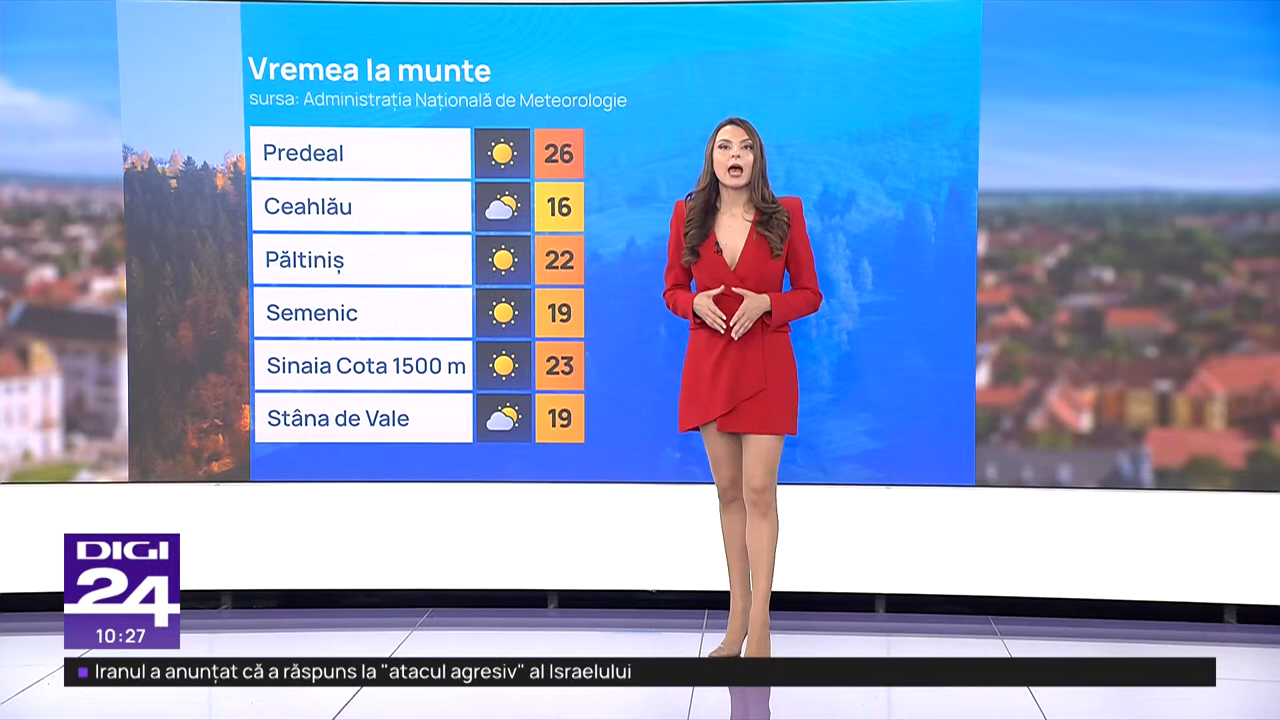 Vremea la munte
sursa: Administrația Națională de Meteorologie
Predeal 26
Ceahlău 16
Păltiniș 22
Semenic 19
Sinaia Cota 1500 m 23
Stâna de Vale 19
DIGI
24
10:27
Iranul a anunțat că a răspuns la "atacul agresiv" al Israelului